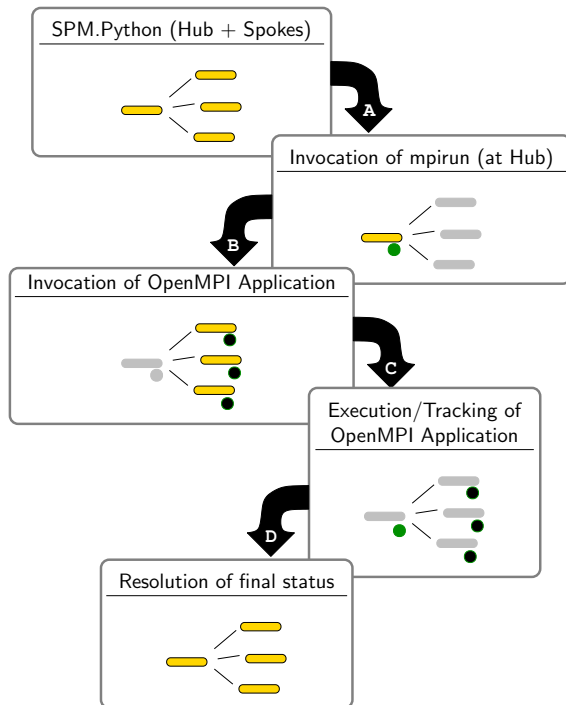 SPM.Python (Hub + Spokes)
A
Invocation of mpirun (at Hub)
B
Invocation of OpenMPI Application
C
Execution/Tracking of
OpenMPI Application
D
Resolution of final status